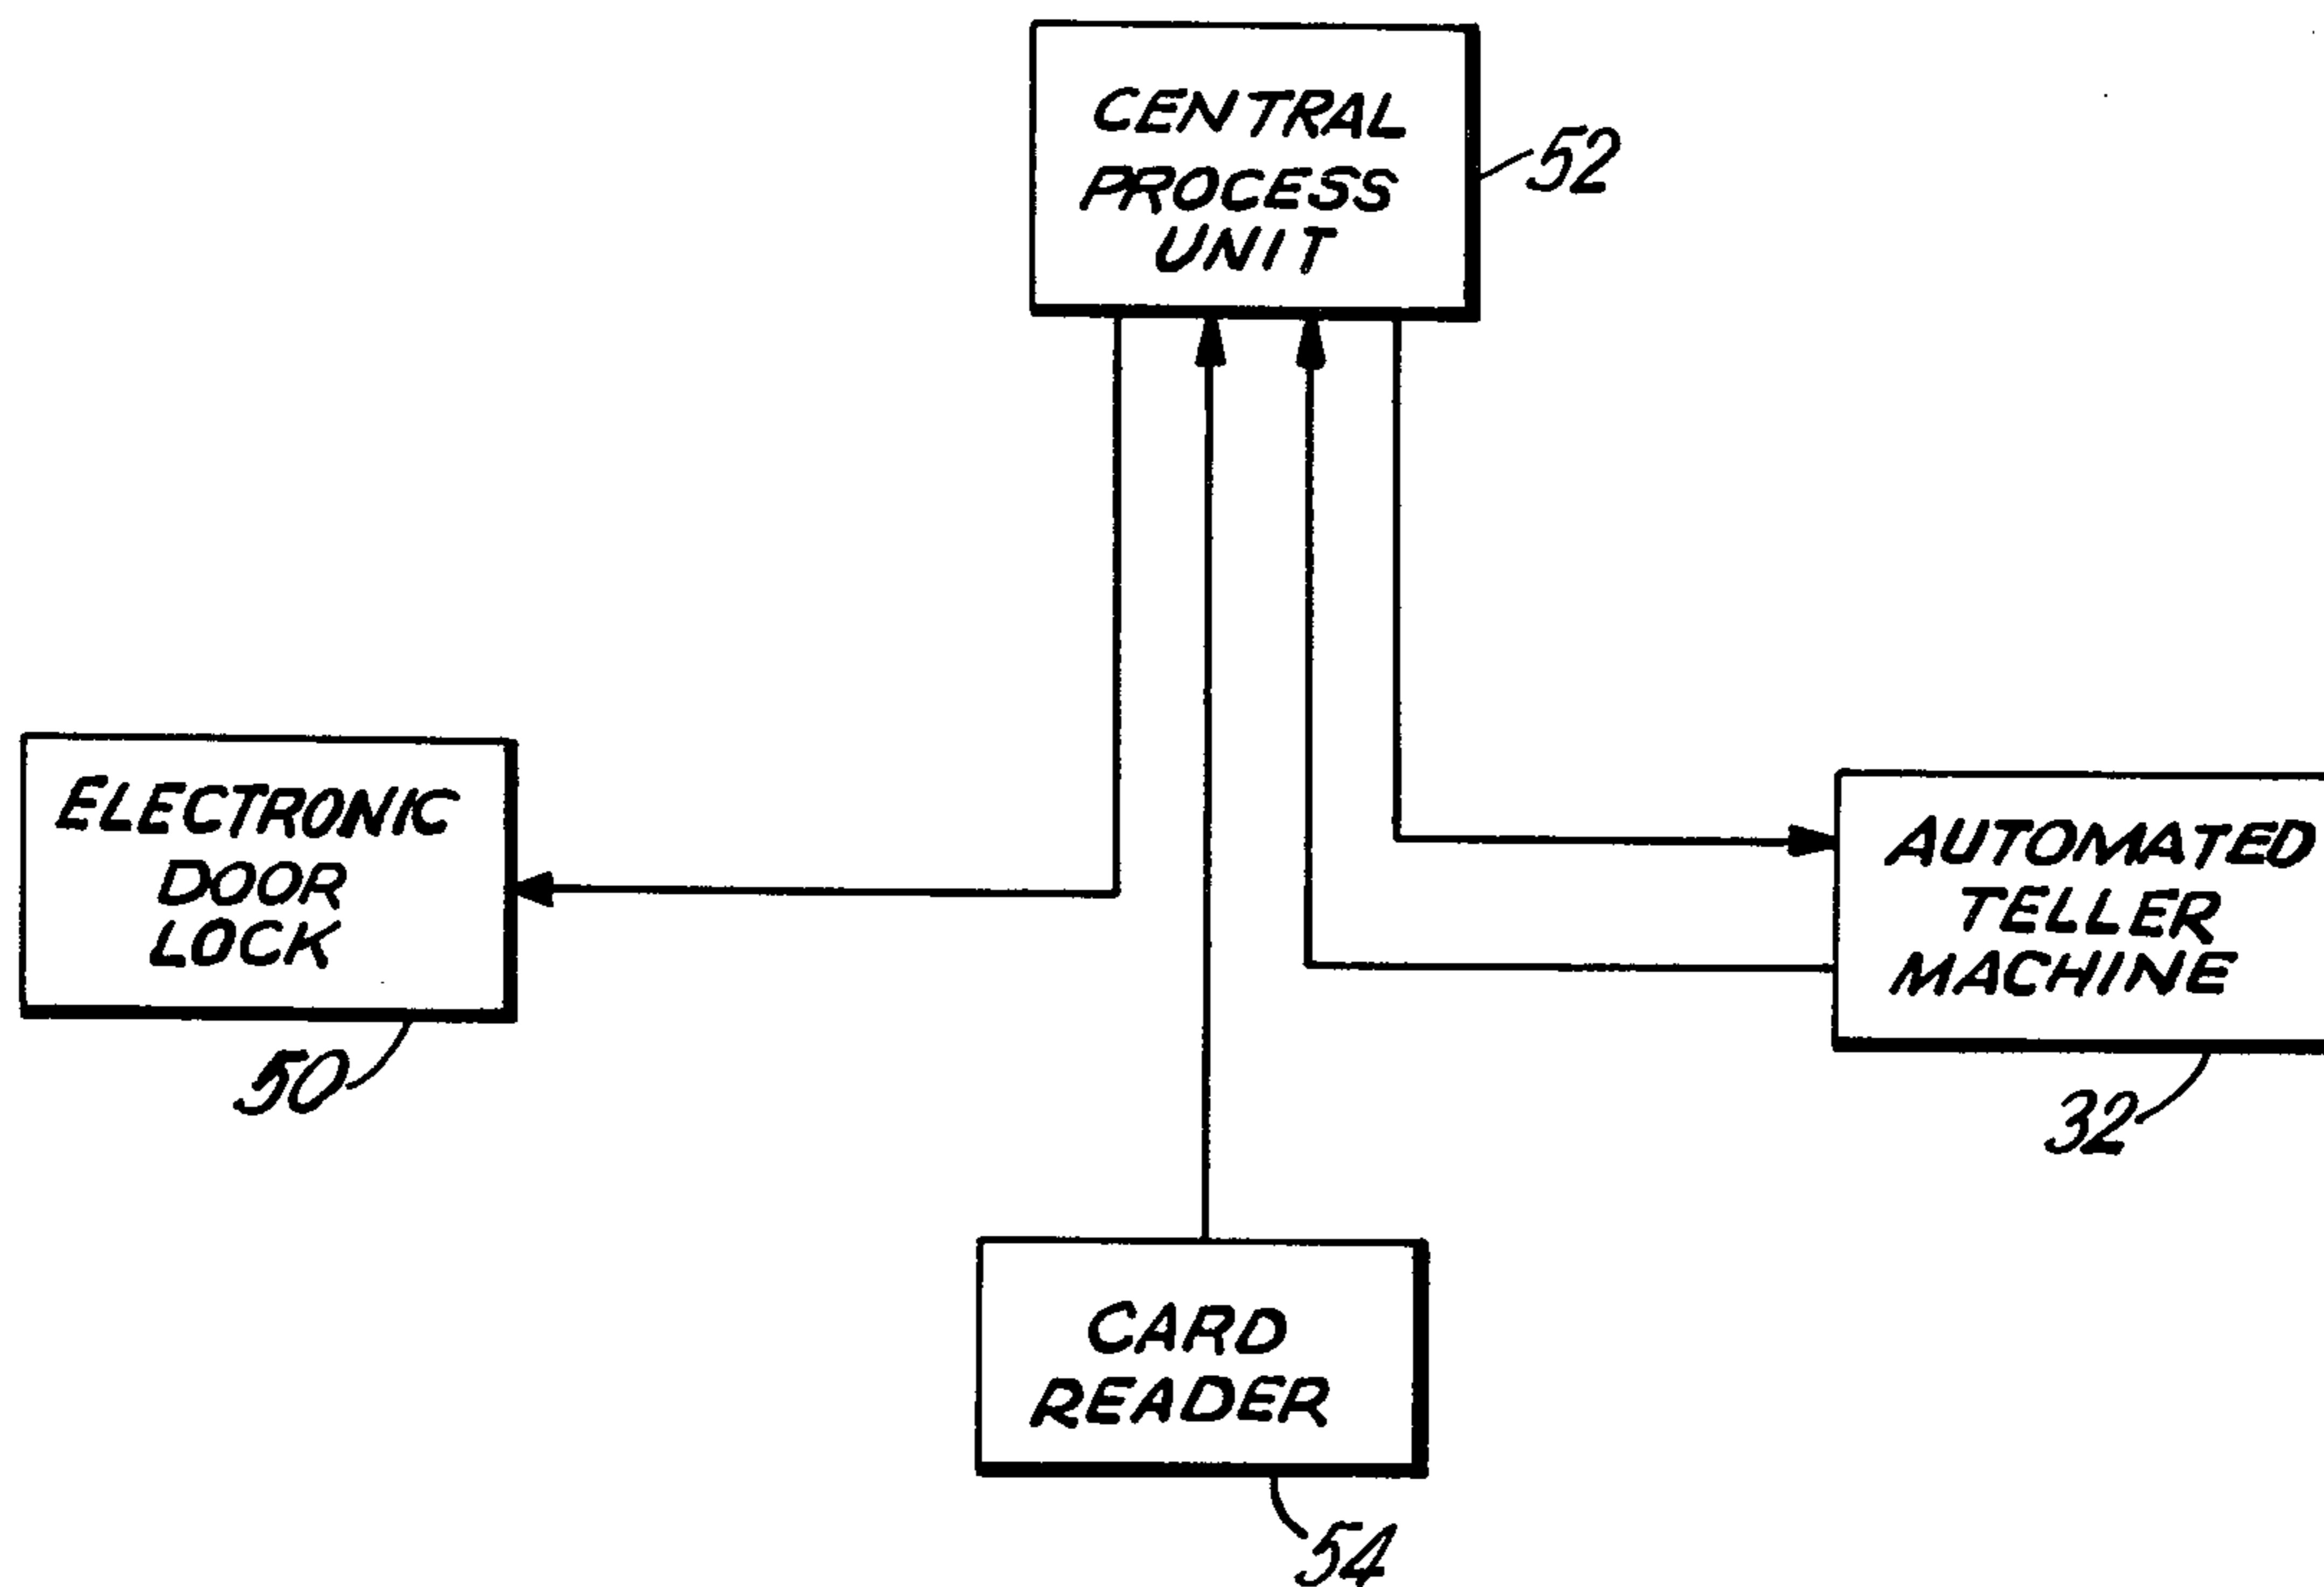 CENTRAL
PROCESS
UNIT
52
ELECTRONIC
DOOR
LOCK
50
AUTOMATED
TELLER
MACHINE
32
CARD
READER
54